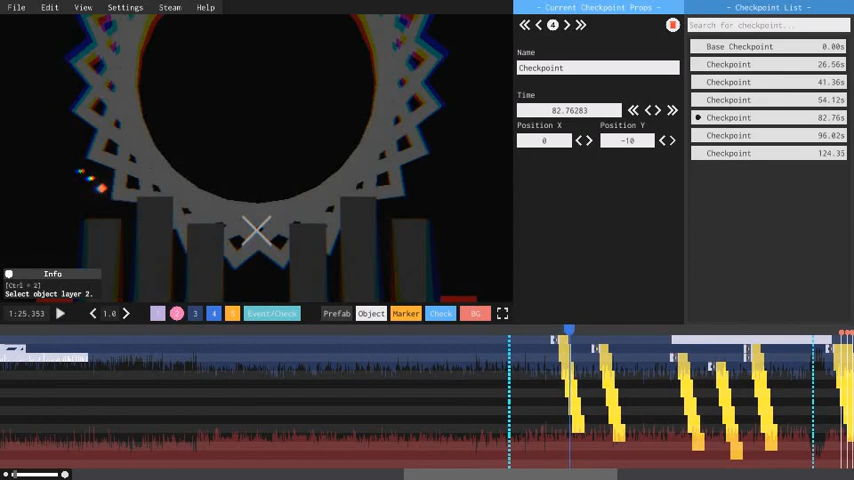 File Edit View Settings Steam Help
- Current Checkpoint Props -
4
Name
Checkpoint
Time
82.76283
Position X Position Y
0 -10
- Checkpoint List -
Search for checkpoint...
Base Checkpoint 0.00s
Checkpoint 26.56s
Checkpoint 41.36s
Checkpoint 54.12s
Checkpoint 82.76s
Checkpoint 96.02s
Checkpoint 124.35
Info
[Ctrl + 2]
Select object layer 2.
1:25.353 1.0 1 2 3 4 5 Event/Check Prefab Object Marker Check BG